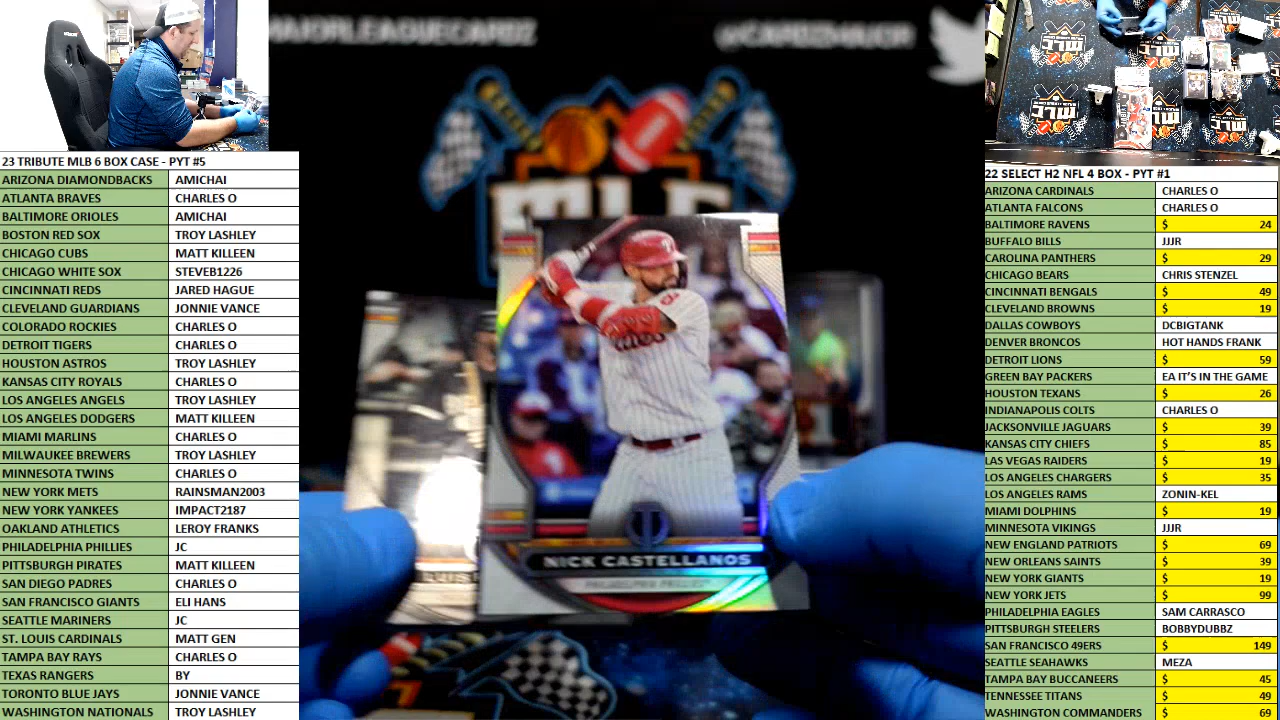 MAJORLEAGUECARDZ
@CARDZMAJOR
MLC
NICK CASTELLANOS
PHILADELPHIA PHILLIES
LUIS
23 TRIBUTE MLB 6 BOX CASE - PYT #5
ARIZONA DIAMONDBACKS AMICHAI
ATLANTA BRAVES CHARLES O
BALTIMORE ORIOLES AMICHAI
BOSTON RED SOX TROY LASHLEY
CHICAGO CUBS MATT KILLEEN
CHICAGO WHITE SOX STEVEB1226
CINCINNATI REDS JARED HAGUE
CLEVELAND GUARDIANS JONNIE VANCE
COLORADO ROCKIES CHARLES O
DETROIT TIGERS CHARLES O
HOUSTON ASTROS TROY LASHLEY
KANSAS CITY ROYALS CHARLES O
LOS ANGELES ANGELS TROY LASHLEY
LOS ANGELES DODGERS MATT KILLEEN
MIAMI MARLINS CHARLES O
MILWAUKEE BREWERS TROY LASHLEY
MINNESOTA TWINS CHARLES O
NEW YORK METS RAINSMAN2003
NEW YORK YANKEES IMPACT2187
OAKLAND ATHLETICS LEROY FRANKS
PHILADELPHIA PHILLIES JC
PITTSBURGH PIRATES MATT KILLEEN
SAN DIEGO PADRES CHARLES O
SAN FRANCISCO GIANTS ELI HANS
SEATTLE MARINERS JC
ST. LOUIS CARDINALS MATT GEN
TAMPA BAY RAYS CHARLES O
TEXAS RANGERS BY
TORONTO BLUE JAYS JONNIE VANCE
WASHINGTON NATIONALS TROY LASHLEY
22 SELECT H2 NFL 4 BOX - PYT #1
ARIZONA CARDINALS CHARLES O
ATLANTA FALCONS CHARLES O
BALTIMORE RAVENS $ 24
BUFFALO BILLS JJJR
CAROLINA PANTHERS $ 29
CHICAGO BEARS CHRIS STENZEL
CINCINNATI BENGALS $ 49
CLEVELAND BROWNS $ 19
DALLAS COWBOYS DCBIGTANK
DENVER BRONCOS HOT HANDS FRANK
DETROIT LIONS $ 59
GREEN BAY PACKERS EA IT'S IN THE GAME
HOUSTON TEXANS $ 26
INDIANAPOLIS COLTS CHARLES O
JACKSONVILLE JAGUARS $ 39
KANSAS CITY CHIEFS $ 85
LAS VEGAS RAIDERS $ 19
LOS ANGELES CHARGERS $ 35
LOS ANGELES RAMS ZONIN-KEL
MIAMI DOLPHINS $ 19
MINNESOTA VIKINGS JJJR
NEW ENGLAND PATRIOTS $ 69
NEW ORLEANS SAINTS $ 39
NEW YORK GIANTS $ 19
NEW YORK JETS $ 99
PHILADELPHIA EAGLES SAM CARRASCO
PITTSBURGH STEELERS BOBBYDUBBZ
SAN FRANCISCO 49ERS $ 149
SEATTLE SEAHAWKS MEZA
TAMPA BAY BUCCANEERS $ 45
TENNESSEE TITANS $ 49
WASHINGTON COMMANDERS $ 69